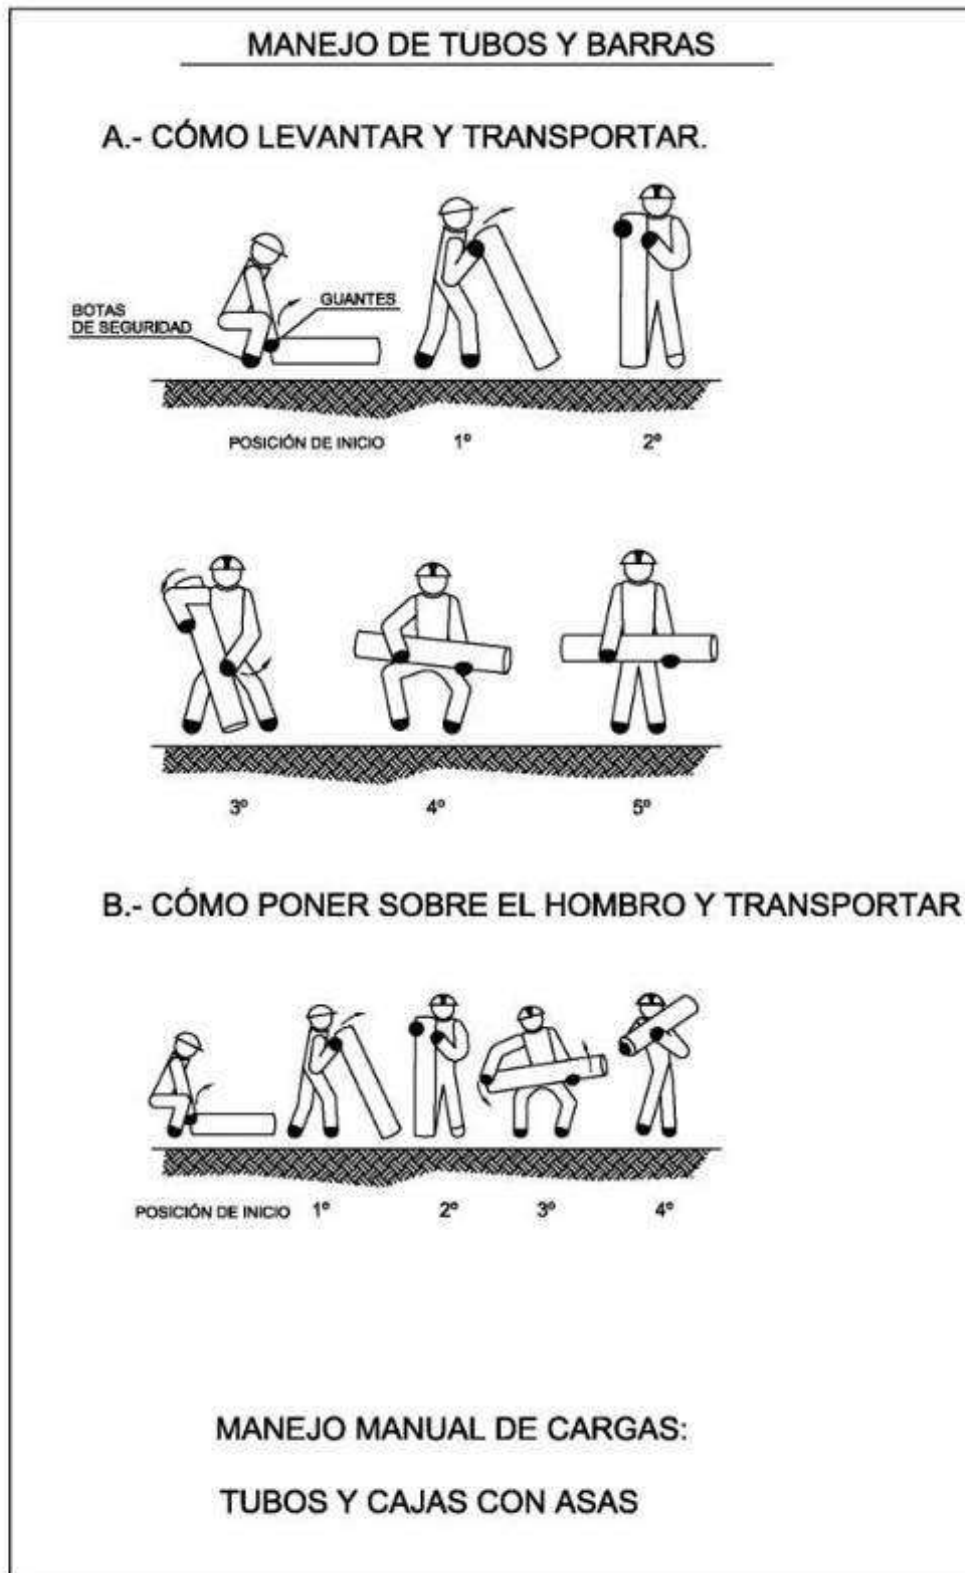 MANEJO DE TUBOS Y BARRAS
A.- CÓMO LEVANTAR Y TRANSPORTAR.
BOTAS
DE SEGURIDAD
GUANTES
POSICIÓN DE INICIO 1º 2º
3º 4º 5º
B.- CÓMO PONER SOBRE EL HOMBRO Y TRANSPORTAR
POSICIÓN DE INICIO 1º 2º 3º 4º
MANEJO MANUAL DE CARGAS:
TUBOS Y CAJAS CON ASAS